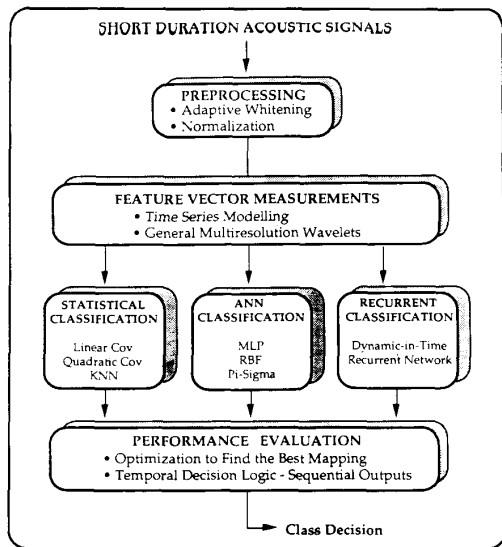 SHORT DURATION ACOUSTIC SIGNALS
PREPROCESSING
• Adaptive Whitening
• Normalization
FEATURE VECTOR MEASUREMENTS
• Time Series Modelling
• General Multiresolution Wavelets
STATISTICAL
CLASSIFICATION
Linear Cov
Quadratic Cov
KNN
ANN
CLASSIFICATION
MLP
RBF
Pi-Sigma
RECURRENT
CLASSIFICATION
Dynamic-in-Time
Recurrent Network
PERFORMANCE EVALUATION
• Optimization to Find the Best Mapping
• Temporal Decision Logic - Sequential Outputs
Class Decision